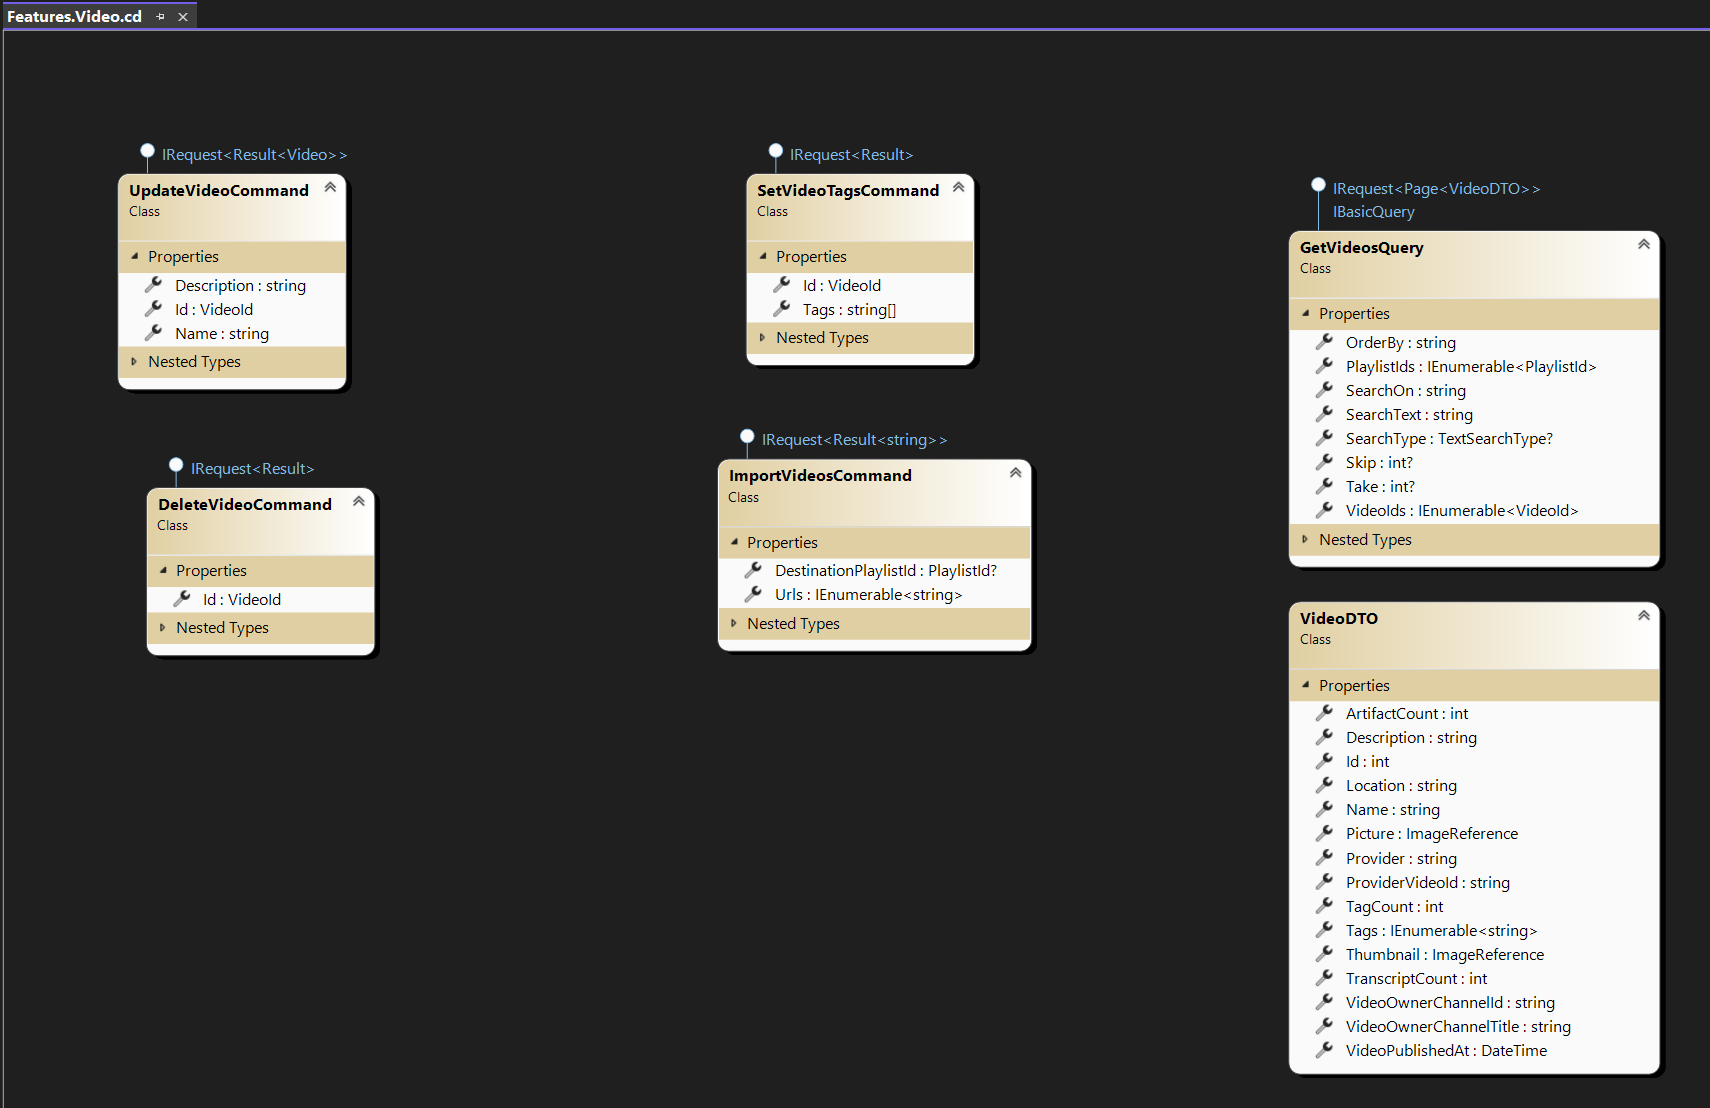 Features.Video.cd
IRequest<Result<Video>>
UpdateVideoCommand
Class
Properties
Description : string
Id : VideoId
Name : string
Nested Types
IRequest<Result>
DeleteVideoCommand
Class
Properties
Id : VideoId
Nested Types
IRequest<Result>
SetVideoTagsCommand
Class
Properties
Id : VideoId
Tags : string[]
Nested Types
IRequest<Result<string>>
ImportVideosCommand
Class
Properties
DestinationPlaylistId : PlaylistId?
Urls : IEnumerable<string>
Nested Types
IRequest<Page<VideoDTO>>
IBasicQuery
GetVideosQuery
Class
Properties
OrderBy : string
PlaylistIds : IEnumerable<PlaylistId>
SearchOn : string
SearchText : string
SearchType : TextSearchType?
Skip : int?
Take : int?
VideoIds : IEnumerable<VideoId>
Nested Types
VideoDTO
Class
Properties
ArtifactCount : int
Description : string
Id : int
Location : string
Name : string
Picture : ImageReference
Provider : string
ProviderVideoId : string
TagCount : int
Tags : IEnumerable<string>
Thumbnail : ImageReference
TranscriptCount : int
VideoOwnerChannelId : string
VideoOwnerChannelTitle : string
VideoPublishedAt : DateTime